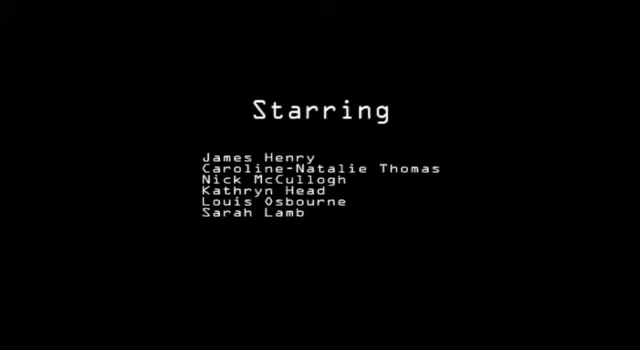 Starring
James Henry
Caroline-Natalie Thomas
Nick McCullogh
Kathryn Head
Louis Osbourne
Sarah Lamb